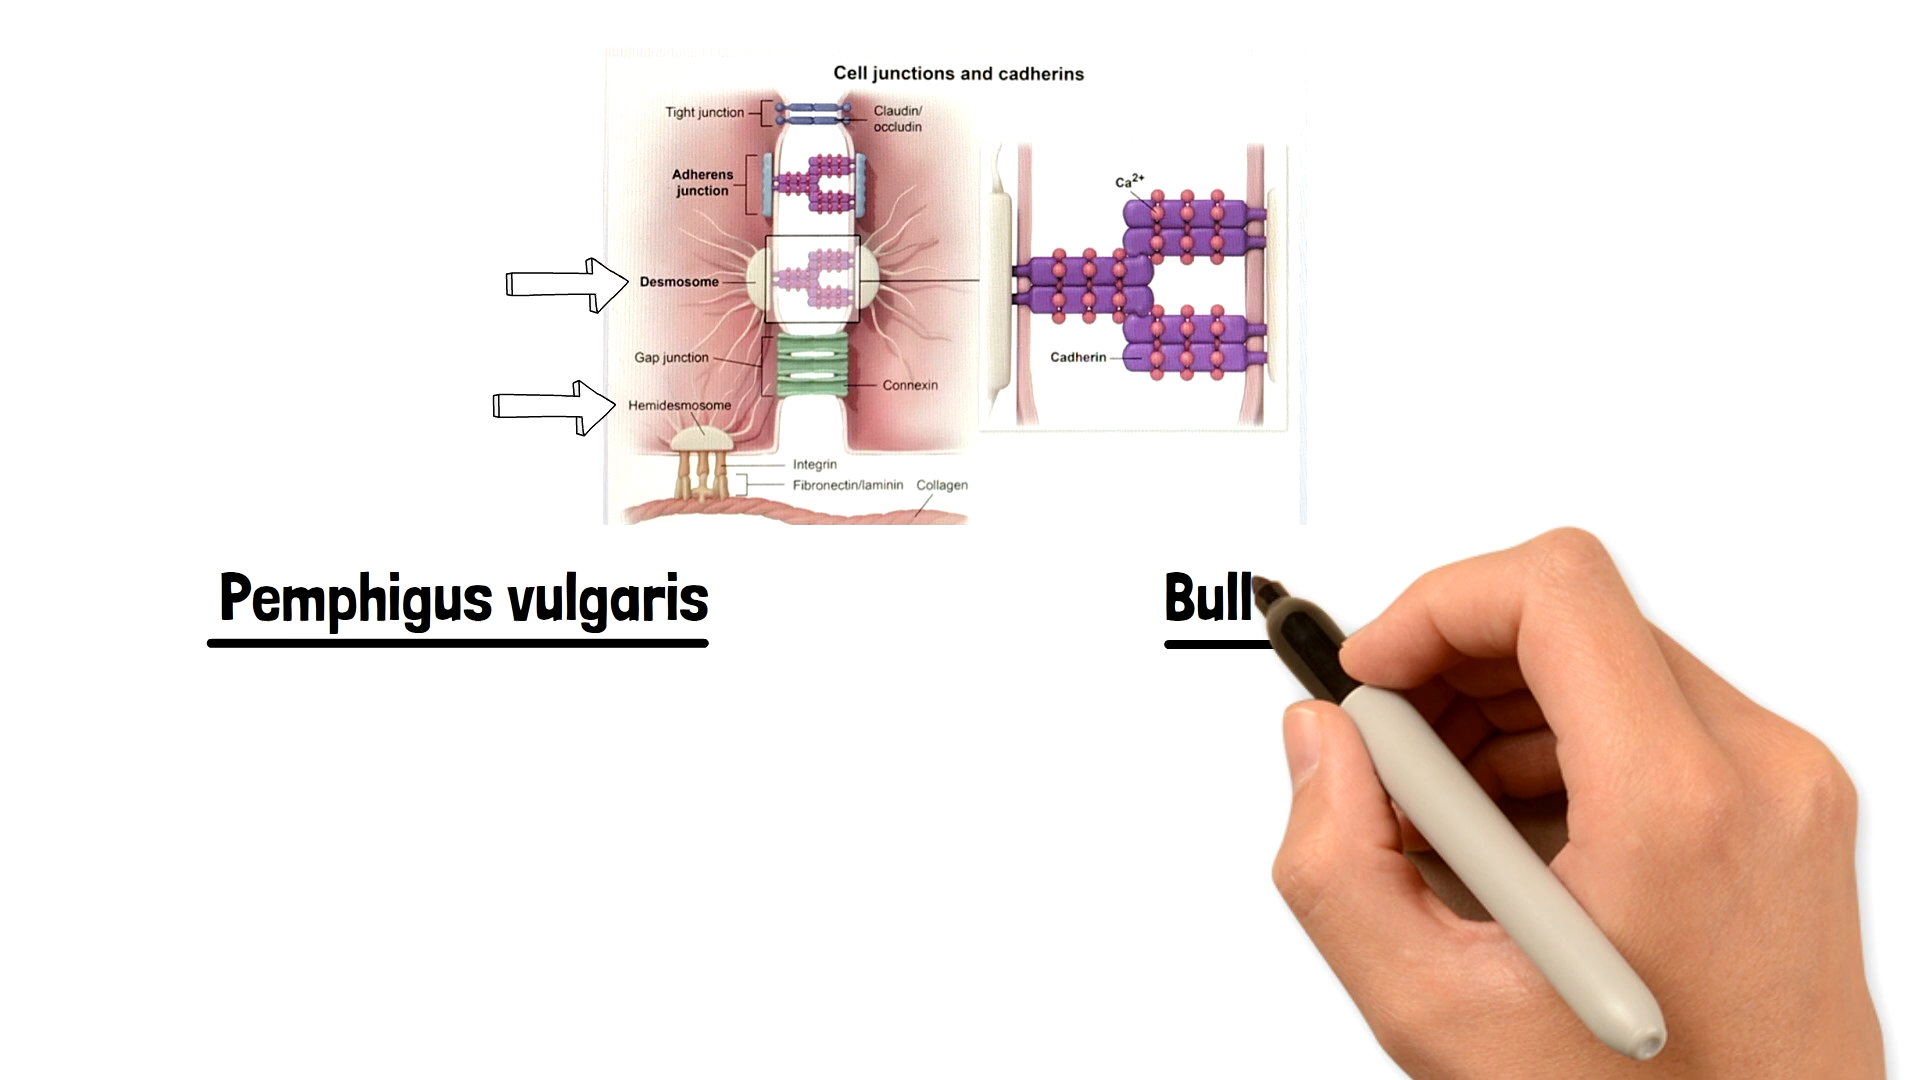 Cell junctions and cadherins
Tight junction
Claudin/
occludin
Adherens
junction
Ca2+
Desmosome
Gap junction
Cadherin
Connexin
Hemidesmosome
Integrin
Fibronectin/laminin
Collagen
Pemphigus vulgaris
Bull